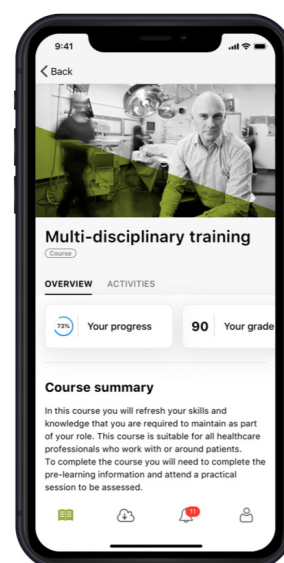 9:41
Back
Multi-disciplinary training
Course
OVERVIEW ACTIVITIES
73% Your progress 90 Your grade
Course summary
In this course you will refresh your skills and
knowledge that you are required to maintain as part
of your role. This course is suitable for all healthcare
professionals who work with or around patients.
To complete the course you will need to complete the
pre-learning information and attend a practical
session to be assessed.
11